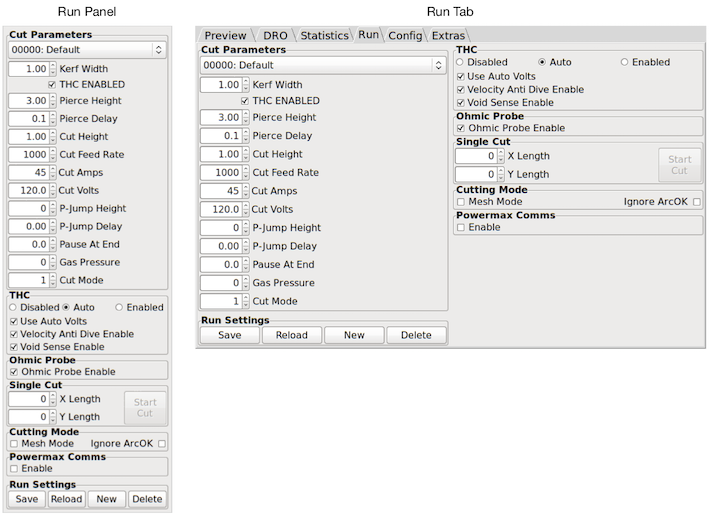 Run Panel
Cut Parameters
00000: Default
1.00 Kerf Width
THC ENABLED
3.00 Pierce Height
0.1 Pierce Delay
1.00 Cut Height
1000 Cut Feed Rate
45 Cut Amps
120.0 Cut Volts
0 P-Jump Height
0.00 P-Jump Delay
0.0 Pause At End
0 Gas Pressure
1 Cut Mode
THC
Disabled Auto Enabled
Use Auto Volts
Velocity Anti Dive Enable
Void Sense Enable
Ohmic Probe
Ohmic Probe Enable
Single Cut
0 X Length
0 Y Length
Start
Cut
Cutting Mode
Mesh Mode Ignore ArcOK
Powermax Comms
Enable
Run Settings
Save Reload New Delete
Run Tab
Preview DRO Statistics Run Config Extras
Cut Parameters
00000: Default
1.00 Kerf Width
THC ENABLED
3.00 Pierce Height
0.1 Pierce Delay
1.00 Cut Height
1000 Cut Feed Rate
45 Cut Amps
120.0 Cut Volts
0 P-Jump Height
0.00 P-Jump Delay
0.0 Pause At End
0 Gas Pressure
1 Cut Mode
Run Settings
Save Reload New Delete
THC
Disabled Auto Enabled
Use Auto Volts
Velocity Anti Dive Enable
Void Sense Enable
Ohmic Probe
Ohmic Probe Enable
Single Cut
0 X Length
0 Y Length
Start
Cut
Cutting Mode
Mesh Mode Ignore ArcOK
Powermax Comms
Enable